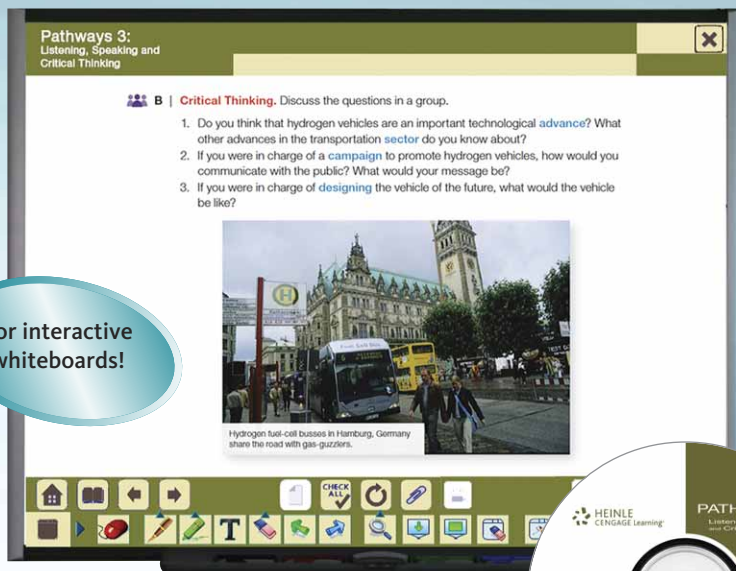 Pathways 3:
Listening, Speaking and
Critical Thinking
B | Critical Thinking. Discuss the questions in a group.
1. Do you think that hydrogen vehicles are an important technological advance? What
other advances in the transportation sector do you know about?
2. If you were in charge of a campaign to promote hydrogen vehicles, how would you
communicate with the public? What would your message be?
3. If you were in charge of designing the vehicle of the future, what would the vehicle
be like?
H
Hydrogen fuel-cell busses in Hamburg, Germany
share the road with gas-guzzlers.
or interactive
whiteboards!
CHECK
ALL
T
HEINLE
CENGAGE Learning
PATH